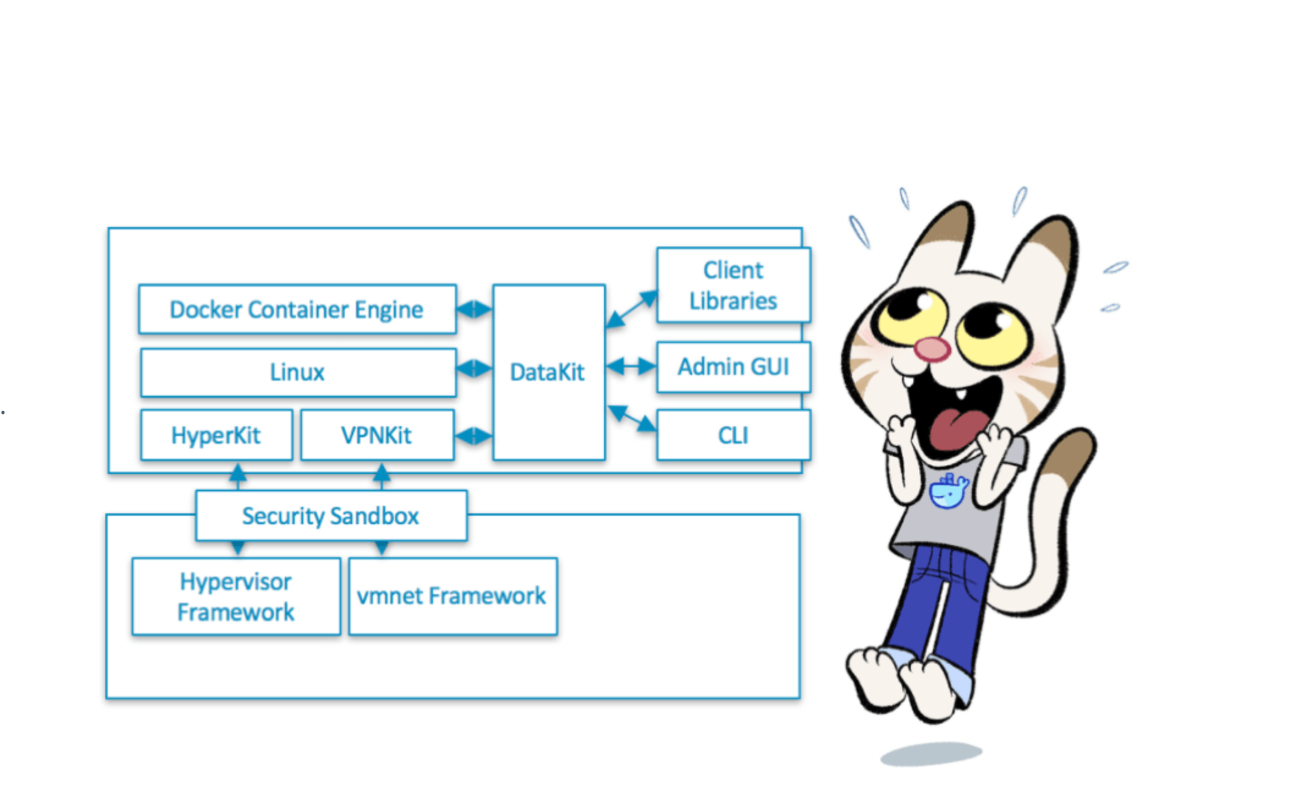 Client
Libraries
Docker Container Engine
Linux
DataKit
Admin GUI
HyperKit
VPNKit
CLI
Security Sandbox
Hypervisor
Framework
vmnet Framework
.